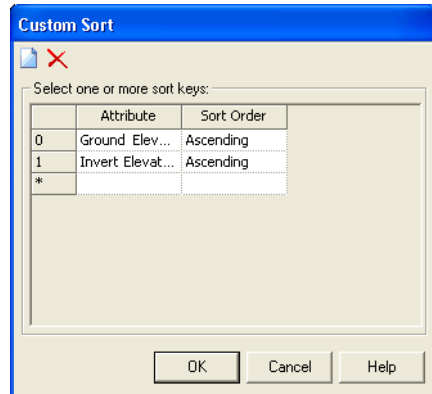 Custom Sort
Select one or more sort keys:
Attribute Sort Order
0 Ground Elev... Ascending
1 Invert Elevat... Ascending
*
OK Cancel Help